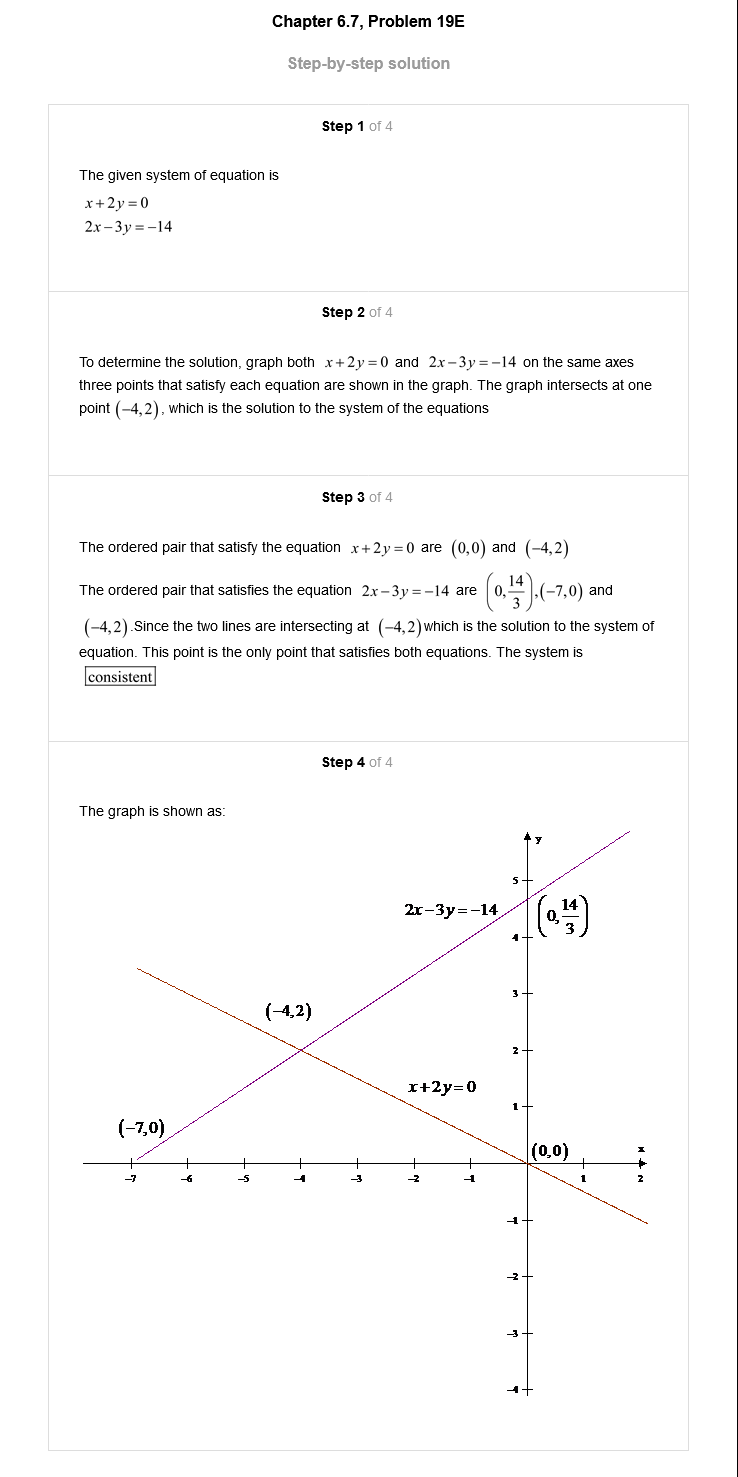 Chapter 6.7, Problem 19E
Step-by-step solution
Step 1 of 4
The given system of equation is
x+2y=0
2x−3y=−14
Step 2 of 4
To determine the solution, graph both x+2y=0 and 2x−3y=−14 on the same axes
three points that satisfy each equation are shown in the graph. The graph intersects at one
point (−4,2), which is the solution to the system of the equations
Step 3 of 4
The ordered pair that satisfy the equation x+2y=0 are (0,0) and (−4,2)
The ordered pair that satisfies the equation 2x−3y=−14 are (0,14/3),(−7,0) and
(−4,2).Since the two lines are intersecting at (−4,2) which is the solution to the system of
equation. This point is the only point that satisfies both equations. The system is
consistent
Step 4 of 4
The graph is shown as:
y
5
2x−3y=−14
(0,14/3)
4
3
(−4,2)
2
x+2y=0
1
(−7,0)
(0,0)
x
−7 −6 −5 −4 −3 −2 −1 1 2
−1
−2
−3
−4